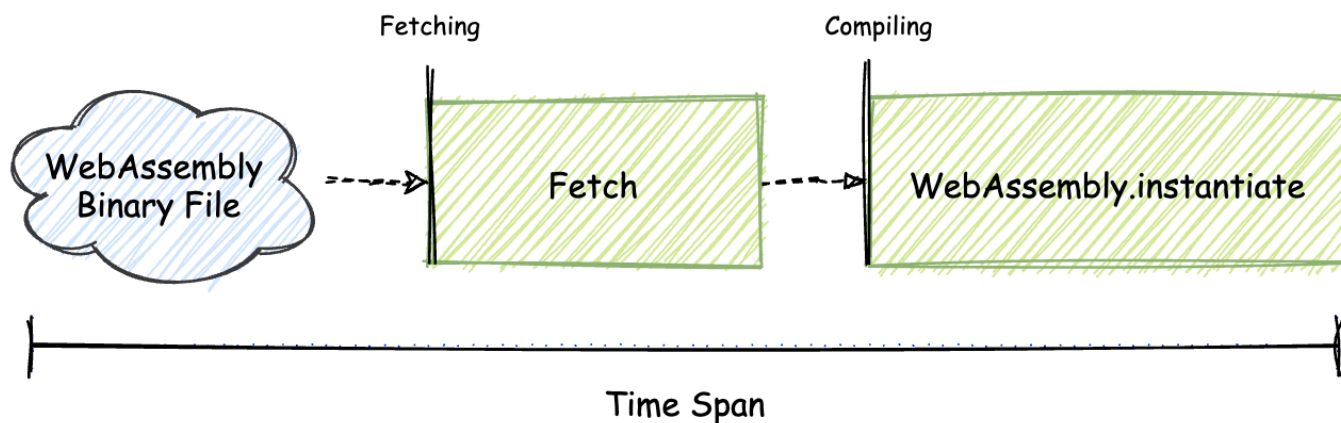 Fetching
Compiling
WebAssembly
Binary File
Fetch
WebAssembly.instantiate
Time Span